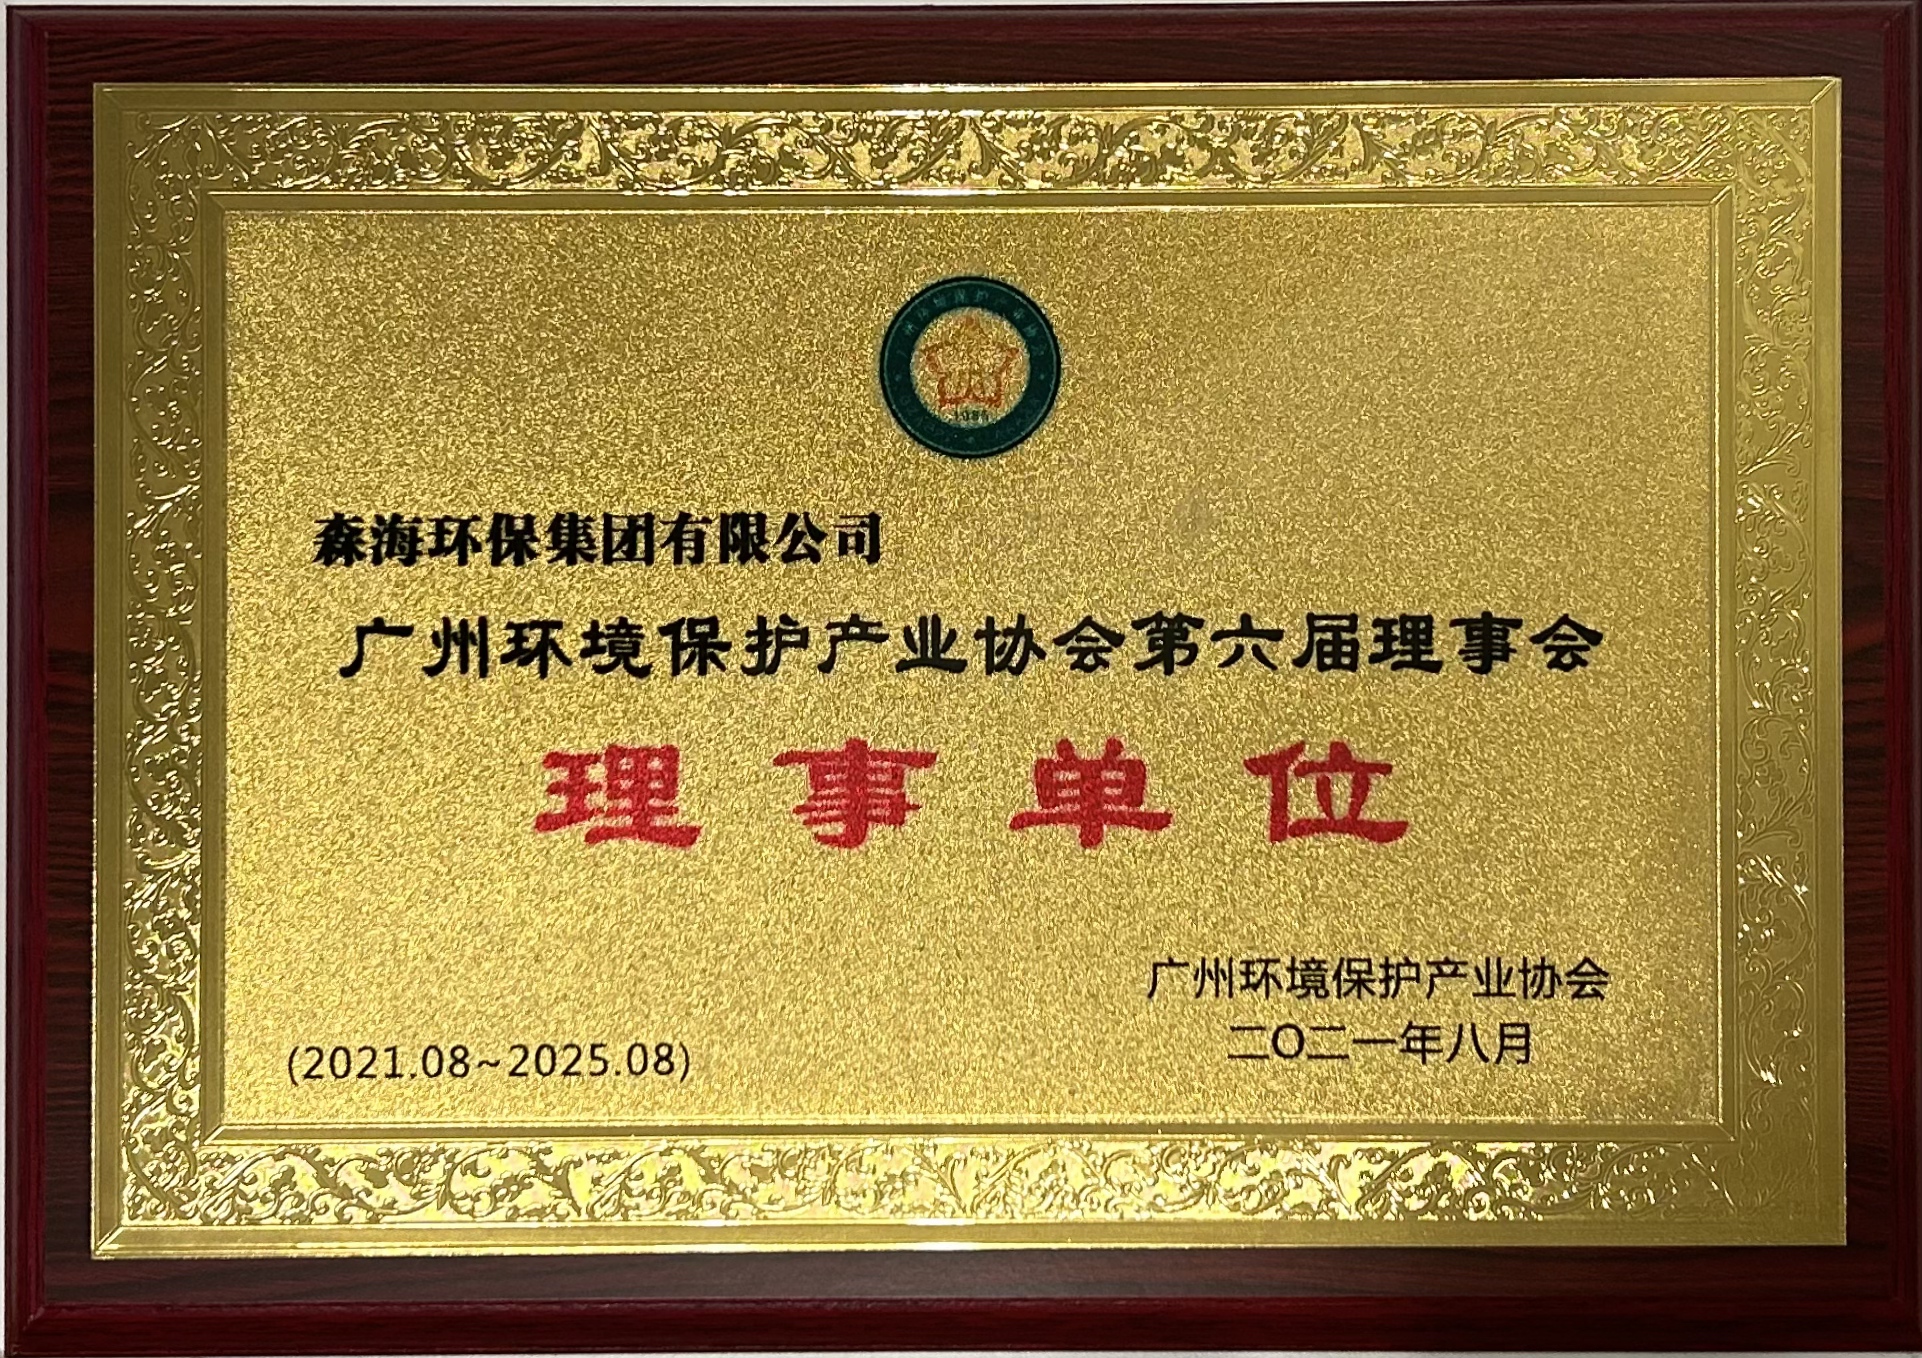 森海环保集团有限公司
广州环境保护产业协会第六届理事会
理事单位
广州环境保护产业协会
二〇二一年八月
(2021.08~2025.08)